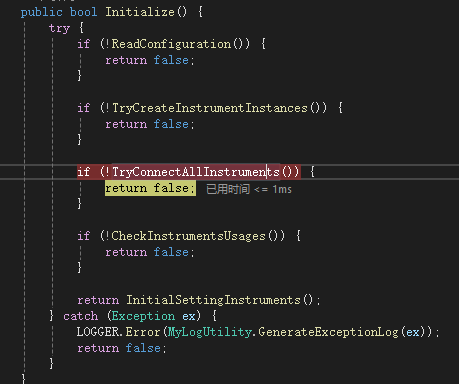 public bool Initialize() {
try {
if (!ReadConfiguration()) {
return false;
}
if (!TryCreateInstrumentInstances()) {
return false;
}
if (!TryConnectAllInstruments()) {
return false; 已用时间 <= 1ms
}
if (!CheckInstrumentsUsages()) {
return false;
}
return InitialSettingInstruments();
} catch (Exception ex) {
LOGGER.Error(MyLogUtility.GenerateExceptionLog(ex));
return false;
}
}